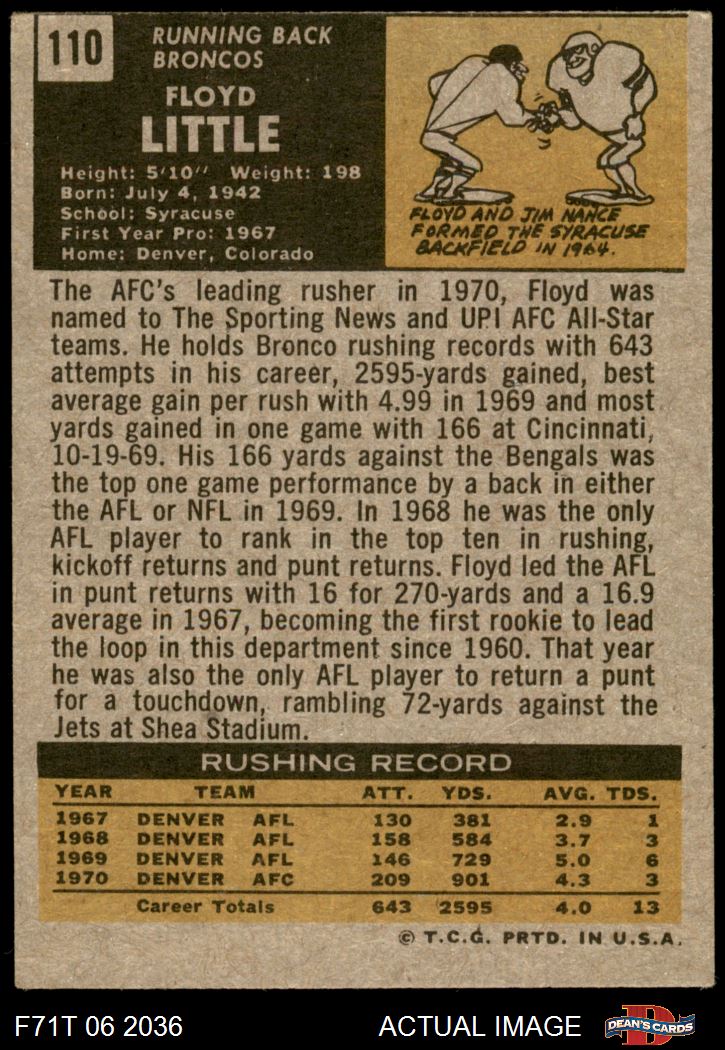 110
RUNNING BACK
BRONCOS
FLOYD
LITTLE
Height: 5'10" Weight: 198
Born: July 4, 1942
School: Syracuse
First Year Pro: 1967
Home: Denver, Colorado
FLOYD AND JIM NANCE
FORMED THE SYRACUSE
BACKFIELD IN 1964.
The AFC's leading rusher in 1970, Floyd was
named to The Sporting News and UPI AFC All-Star
teams. He holds Bronco rushing records with 643
attempts in his career, 2595-yards gained, best
average gain per rush with 4.99 in 1969 and most
yards gained in one game with 166 at Cincinnati,
10-19-69. His 166 yards against the Bengals was
the top one game performance by a back in either
the AFL or NFL in 1969. In 1968 he was the only
AFL player to rank in the top ten in rushing,
kickoff returns and punt returns. Floyd led the AFL
in punt returns with 16 for 270-yards and a 16.9
average in 1967, becoming the first rookie to lead
the loop in this department since 1960. That year
he was also the only AFL player to return a punt
for a touchdown, rambling 72-yards against the
Jets at Shea Stadium.
RUSHING RECORD
YEAR TEAM ATT. YDS. AVG. TDS.
1967 DENVER AFL 130 381 2.9 1
1968 DENVER AFL 158 584 3.7 3
1969 DENVER AFL 146 729 5.0 6
1970 DENVER AFC 209 901 4.3 3
Career Totals 643 2595 4.0 13
© T.C.G. PRTD. IN U.S.A.
F71T 06 2036 ACTUAL IMAGE
D
DEAN'S CARDS